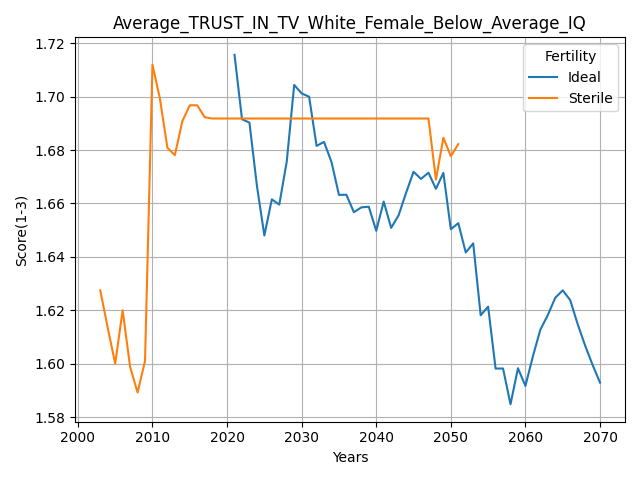 Average_TRUST_IN_TV_White_Female_Below_Average_IQ
Fertility
Ideal
Sterile
Score(1-3)
1.72
1.70
1.68
1.66
1.64
1.62
1.60
1.58
2000 2010 2020 2030 2040 2050 2060 2070
Years